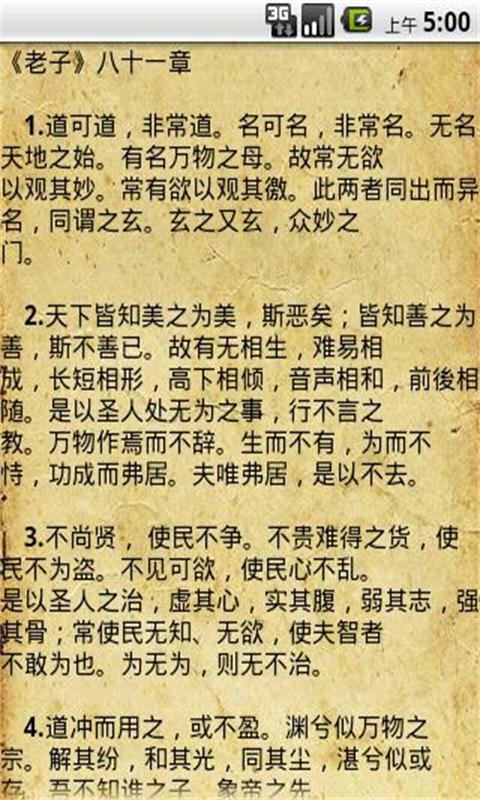 3G 上午 5:00
《老子》八十一章
1.道可道，非常道。名可名，非常名。无名
天地之始。有名万物之母。故常无欲
以观其妙。常有欲以观其徼。此两者同出而异
名，同谓之玄。玄之又玄，众妙之
门。
2.天下皆知美之为美，斯恶矣；皆知善之为
善，斯不善已。故有无相生，难易相
成，长短相形，高下相倾，音声相和，前後相
随。是以圣人处无为之事，行不言之
教。万物作焉而不辞。生而不有，为而不
恃，功成而弗居。夫唯弗居，是以不去。
3.不尚贤， 使民不争。不贵难得之货，使
民不为盗。不见可欲，使民心不乱。
是以圣人之治，虚其心，实其腹，弱其志，强
其骨；常使民无知、无欲，使夫智者
不敢为也。为无为，则无不治。
4.道冲而用之，或不盈。渊兮似万物之
宗。解其纷，和其光，同其尘，湛兮似或
存。吾不知谁之子，象帝之先。